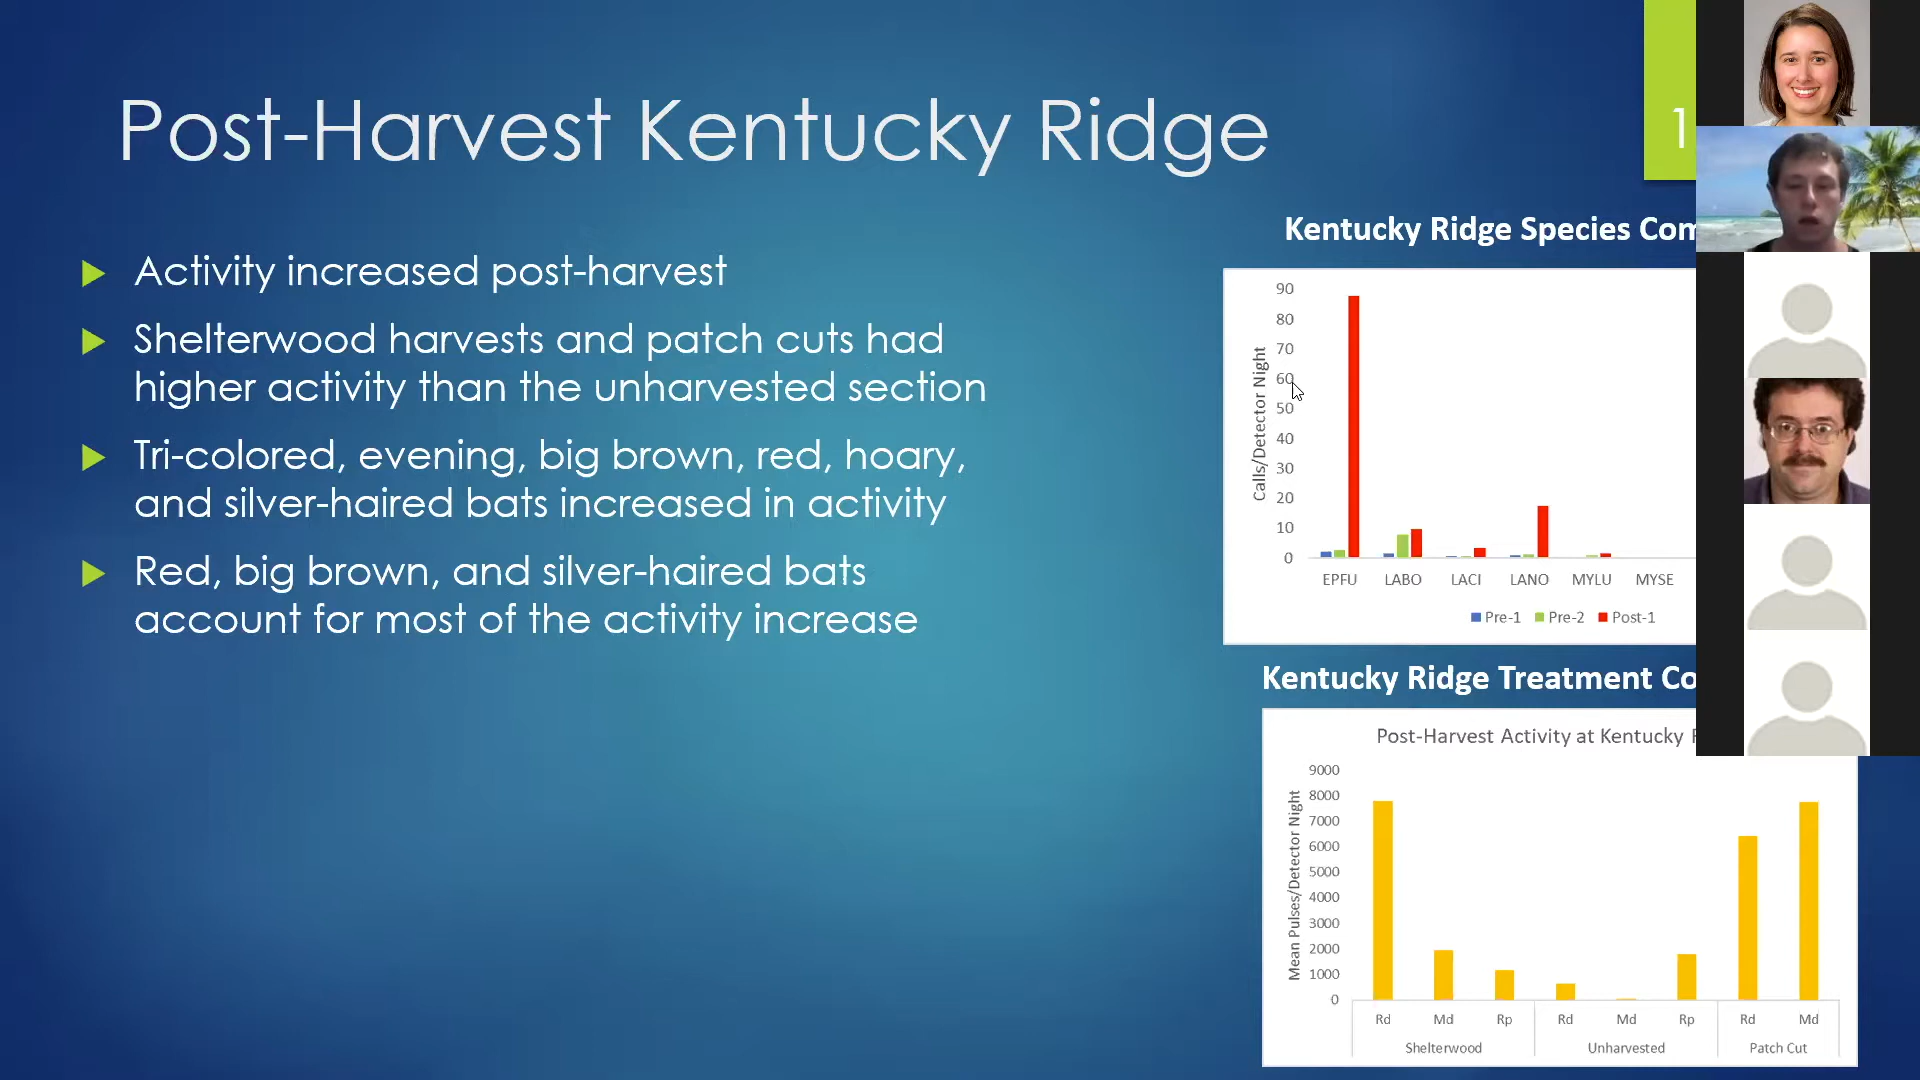 Post-Harvest Kentucky Ridge
1
Activity increased post-harvest
Shelterwood harvests and patch cuts had
higher activity than the unharvested section
Tri-colored, evening, big brown, red, hoary,
and silver-haired bats increased in activity
Red, big brown, and silver-haired bats
account for most of the activity increase
Kentucky Ridge Species
Calls/Detector Night
90
80
70
60
50
40
30
20
10
0
EPFU LABO LACI LANO MYLU MYSE
Pre-1 Pre-2 Post-1
Kentucky Ridge Treatment
Post-Harvest Activity at Kentucky
Mean Pulses/Detector Night
9000
8000
7000
6000
5000
4000
3000
2000
1000
0
Rd Md Rp Rd Md Rp Rd Md
Shelterwood Unharvested Patch Cut